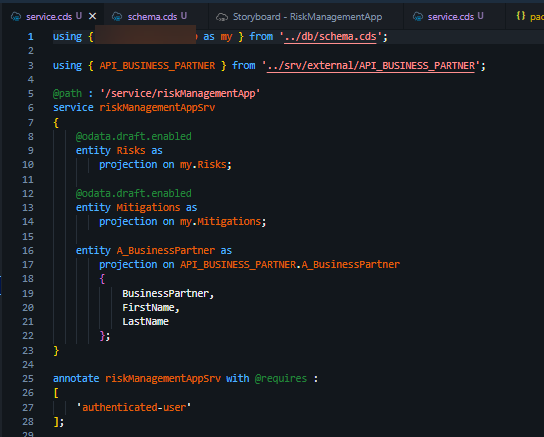 service.cds U
schema.cds U
Storyboard - RiskManagementApp
service.cds U
{} pac
1 using { as my } from '../db/schema.cds';
2
3 using { API_BUSINESS_PARTNER } from '../srv/external/API_BUSINESS_PARTNER';
4
5 @path : '/service/riskManagementApp'
6 service riskManagementAppSrv
7 {
8 @odata.draft.enabled
9 entity Risks as
10 projection on my.Risks;
11
12 @odata.draft.enabled
13 entity Mitigations as
14 projection on my.Mitigations;
15
16 entity A_BusinessPartner as
17 projection on API_BUSINESS_PARTNER.A_BusinessPartner
18 {
19 BusinessPartner,
20 FirstName,
21 LastName
22 };
23 }
24
25 annotate riskManagementAppSrv with @requires :
26 [
27 'authenticated-user'
28 ];
29